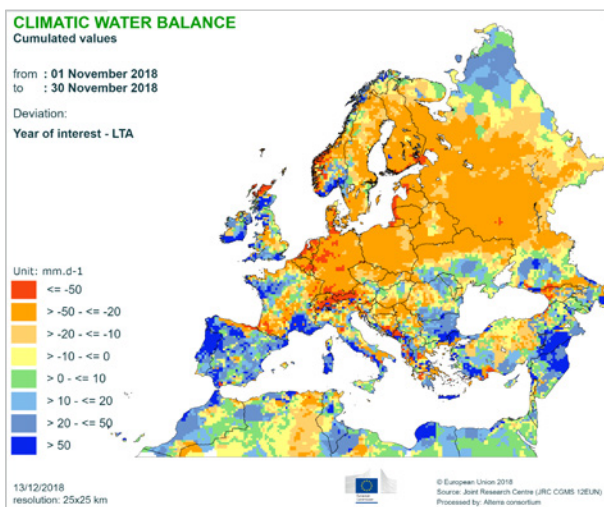 CLIMATIC WATER BALANCE
Cumulated values
from : 01 November 2018
to : 30 November 2018
Deviation:
Year of interest - LTA
Unit: mm.d-1
<= -50
> -50 - <= -20
> -20 - <= -10
> -10 - <= 0
> 0 - <= 10
> 10 - <= 20
> 20 - <= 50
> 50
13/12/2018
resolution: 25x25 km
© European Union 2018
Source: Joint Research Centre (JRC CGMS 12EUN)
Processed by: Alterra consortium